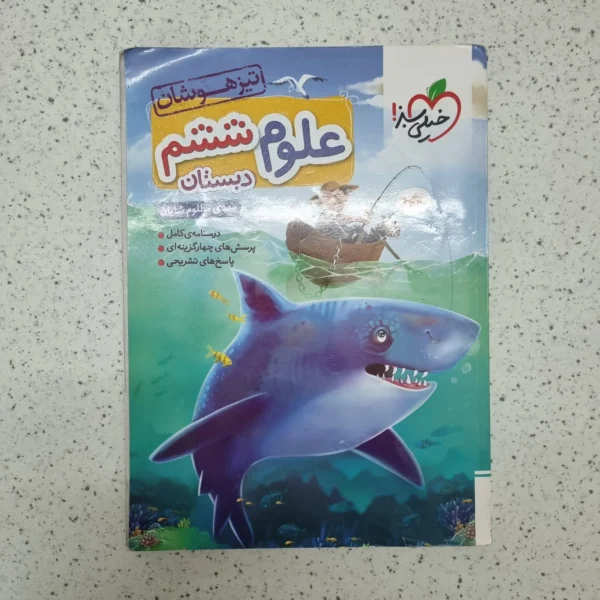 تیزهوشان
علوم ششم
دبستان
درسنامه‌ی کامل
پرسش‌های چهارگزینه‌ای
پاسخ‌های تشریحی
خیلی سبز!